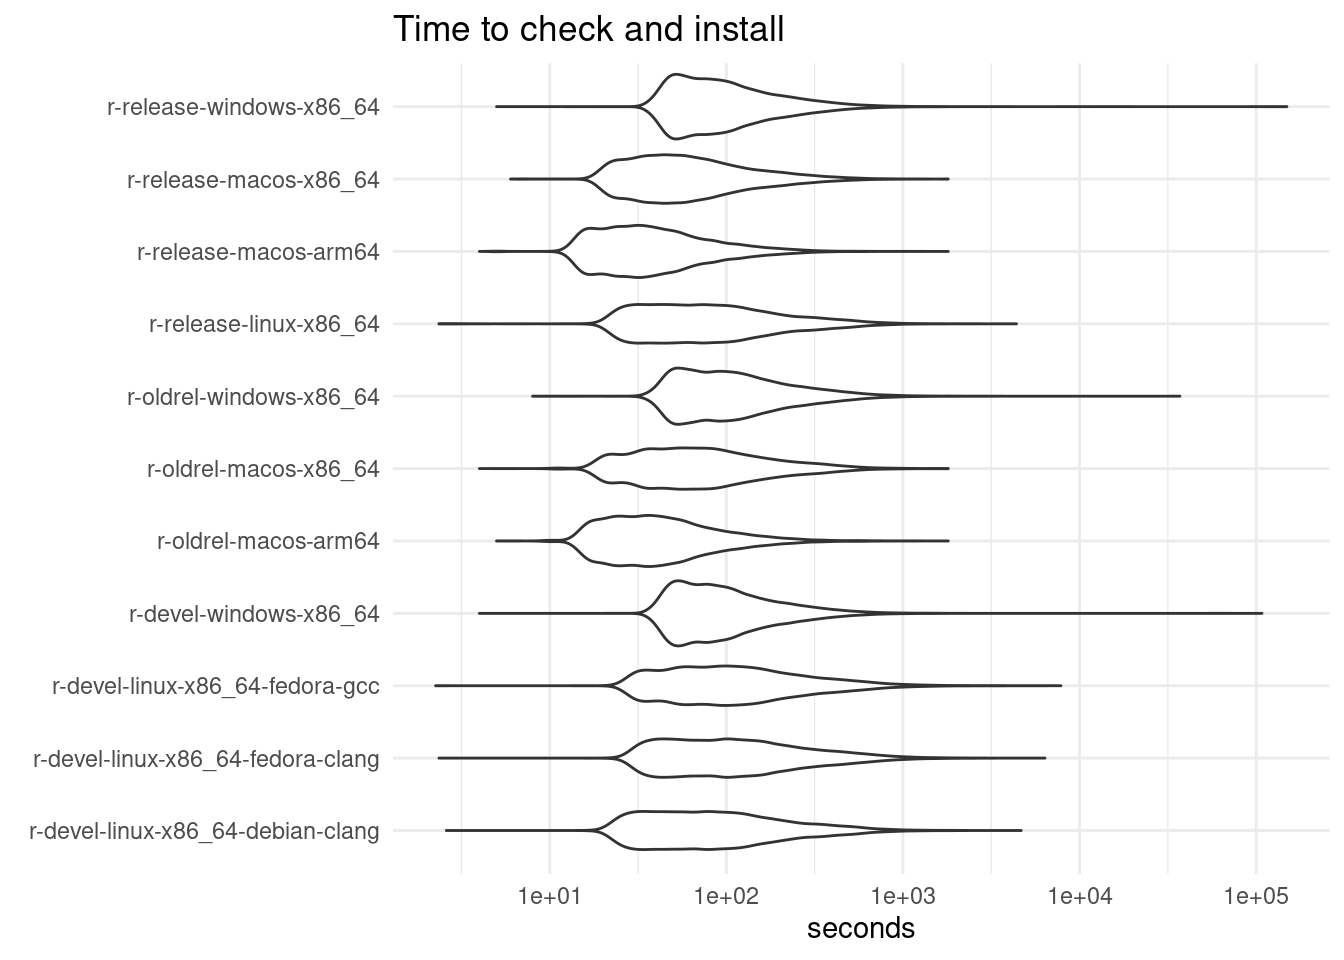 Time to check and install
r-release-windows-x86_64
r-release-macos-x86_64
r-release-macos-arm64
r-release-linux-x86_64
r-oldrel-windows-x86_64
r-oldrel-macos-x86_64
r-oldrel-macos-arm64
r-devel-windows-x86_64
r-devel-linux-x86_64-fedora-gcc
r-devel-linux-x86_64-fedora-clang
r-devel-linux-x86_64-debian-clang
1e+01 1e+02 1e+03 1e+04 1e+05
seconds